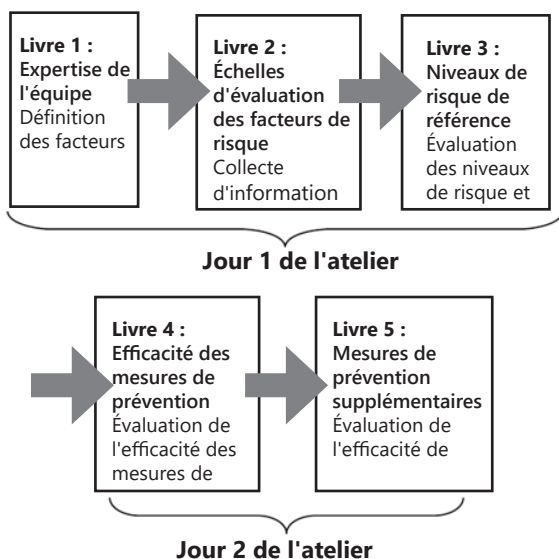 Livre 1 :
Expertise de
l'équipe
Définition
des facteurs
Livre 2 :
Échelles
d'évaluation
des facteurs de
risque
Collecte
d'information
Livre 3 :
Niveaux de
risque de
référence
Évaluation
des niveaux
de risque et
Jour 1 de l'atelier
Livre 4 :
Efficacité des
mesures de
prévention
Évaluation de
l'efficacité des
mesures de
Livre 5 :
Mesures de
prévention
supplémentaires
Évaluation de
l'efficacité de
Jour 2 de l'atelier